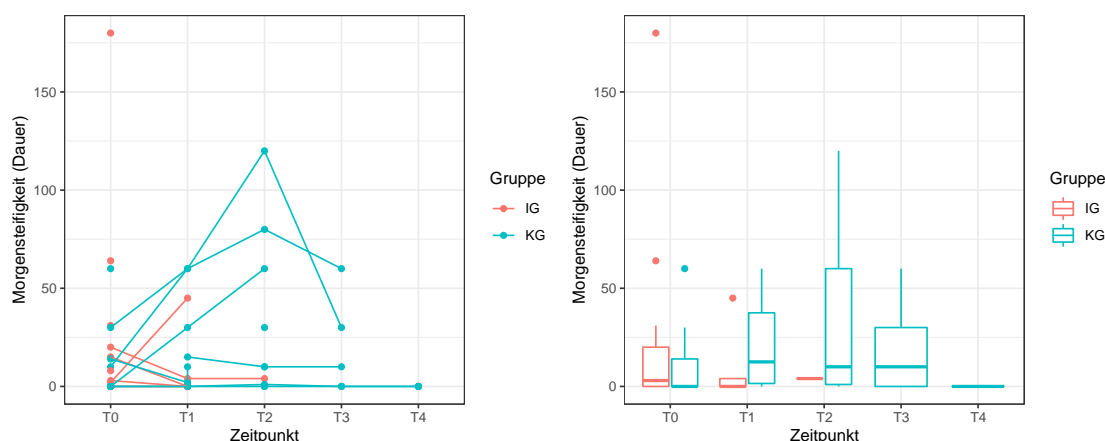 Morgensteifigkeit (Dauer)
150
100
50
0
T0 T1 T2 T3 T4
Zeitpunkt
Gruppe
IG
KG
Morgensteifigkeit (Dauer)
150
100
50
0
T0 T1 T2 T3 T4
Zeitpunkt
Gruppe
IG
KG